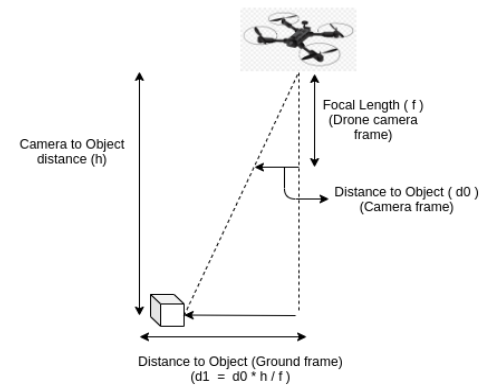 Focal Length ( f )
(Drone camera
frame)
Camera to Object
distance (h)
Distance to Object ( d0 )
(Camera frame)
Distance to Object (Ground frame)
(d1 = d0 * h / f )